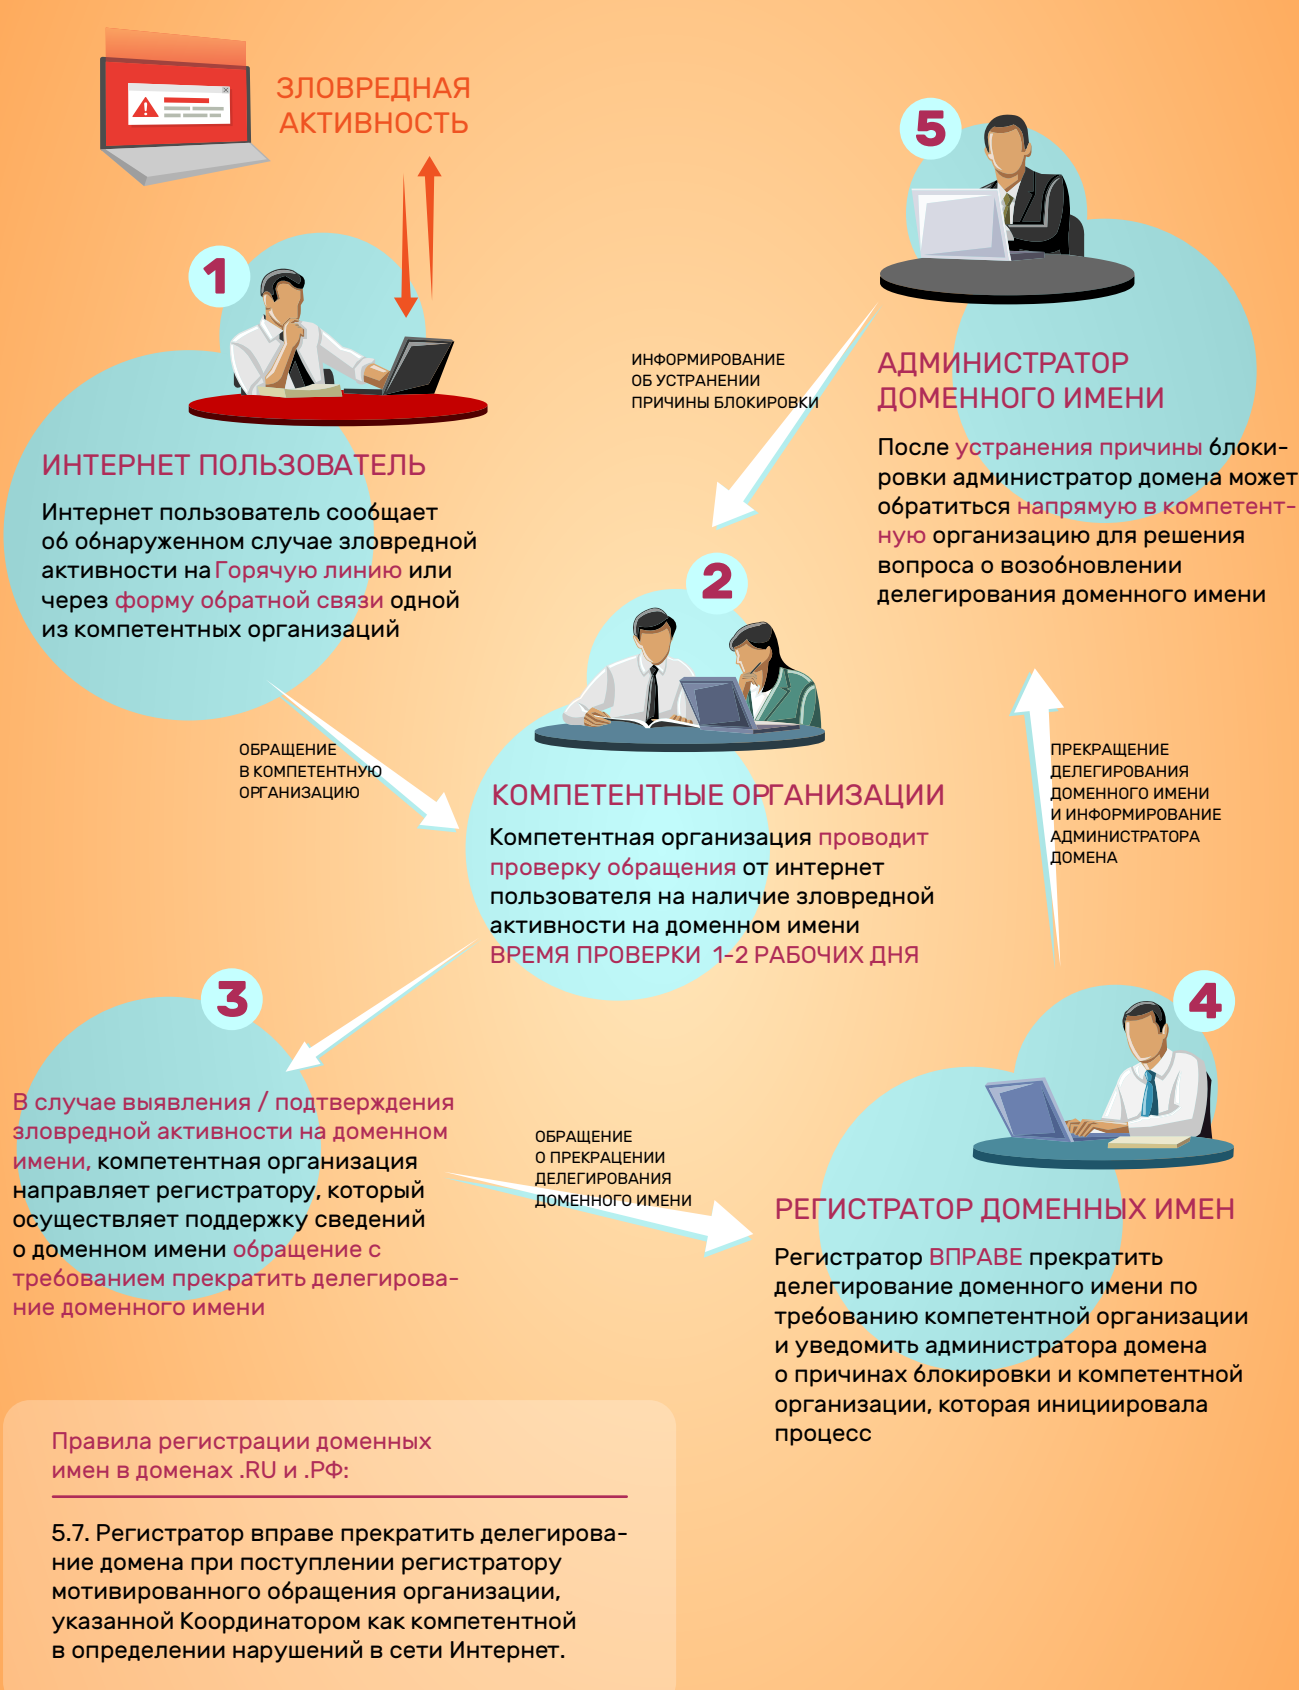 ЗЛОВРЕДНАЯ
АКТИВНОСТЬ
1
ИНТЕРНЕТ ПОЛЬЗОВАТЕЛЬ
Интернет пользователь сообщает
об обнаруженном случае зловредной
активности на Горячую линию или
через форму обратной связи одной
из компетентных организаций
ОБРАЩЕНИЕ
В КОМПЕТЕНТНУЮ
ОРГАНИЗАЦИЮ
2
КОМПЕТЕНТНЫЕ ОРГАНИЗАЦИИ
Компетентная организация проводит
проверку обращения от интернет
пользователя на наличие зловредной
активности на доменном имени
ВРЕМЯ ПРОВЕРКИ 1-2 РАБОЧИХ ДНЯ
3
В случае выявления / подтверждения
зловредной активности на доменном
имени, компетентная организация
направляет регистратору, который
осуществляет поддержку сведений
о доменном имени обращение с
требованием прекратить делегирова-
ние доменного имени
ОБРАЩЕНИЕ
О ПРЕКРАЦЕНИИ
ДЕЛЕГИРОВАНИЯ
ДОМЕННОГО ИМЕНИ
4
РЕГИСТРАТОР ДОМЕННЫХ ИМЕН
Регистратор ВПРАВЕ прекратить
делегирование доменного имени по
требованию компетентной организации
и уведомить администратора домена
о причинах блокировки и компетентной
организации, которая инициировала
процесс
ПРЕКРАЩЕНИЕ
ДЕЛЕГИРОВАНИЯ
ДОМЕННОГО ИМЕНИ
И ИНФОРМИРОВАНИЕ
АДМИНИСТРАТОРА
ДОМЕНА
5
АДМИНИСТРАТОР
ДОМЕННОГО ИМЕНИ
После устранения причины блоки-
ровки администратор домена может
обратиться напрямую в компетент-
ную организацию для решения
вопроса о возобновлении
делегирования доменного имени
ИНФОРМИРОВАНИЕ
ОБ УСТРАНЕНИИ
ПРИЧИНЫ БЛОКИРОВКИ
Правила регистрации доменных
имен в доменах .RU и .РФ:
5.7. Регистратор вправе прекратить делегирова-
ние домена при поступлении регистратору
мотивированного обращения организации,
указанной Координатором как компетентной
в определении нарушений в сети Интернет.